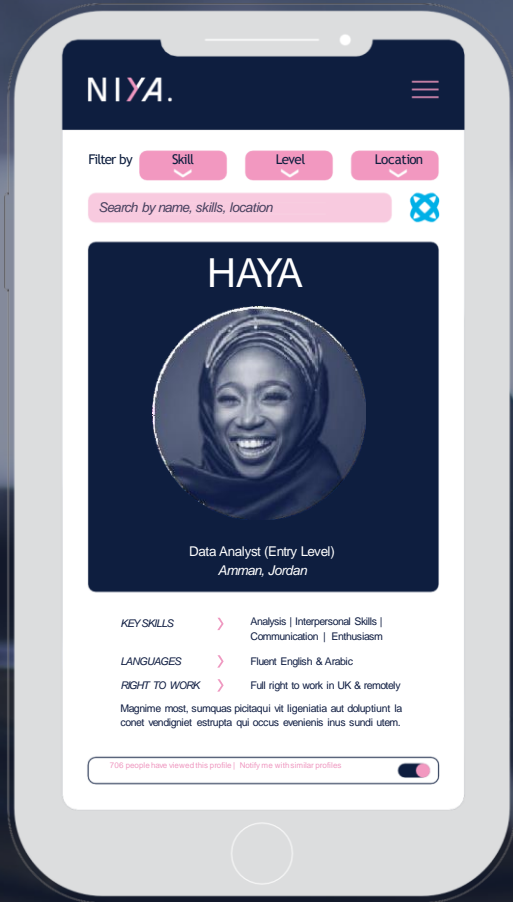 NIYA.
Filter by Skill Level Location
Search by name, skills, location
HAYA
Data Analyst (Entry Level)
Amman, Jordan
KEY SKILLS Analysis | Interpersonal Skills |
Communication | Enthusiasm
LANGUAGES Fluent English & Arabic
RIGHT TO WORK Full right to work in UK & remotely
Magnime most, sumquas picitaqui vit ligeniatia aut doluptiunt la
conet vendigniet estrupta qui occus evenienis inus sundi utem.
706 people have viewed this profile | Notify me with similar profiles